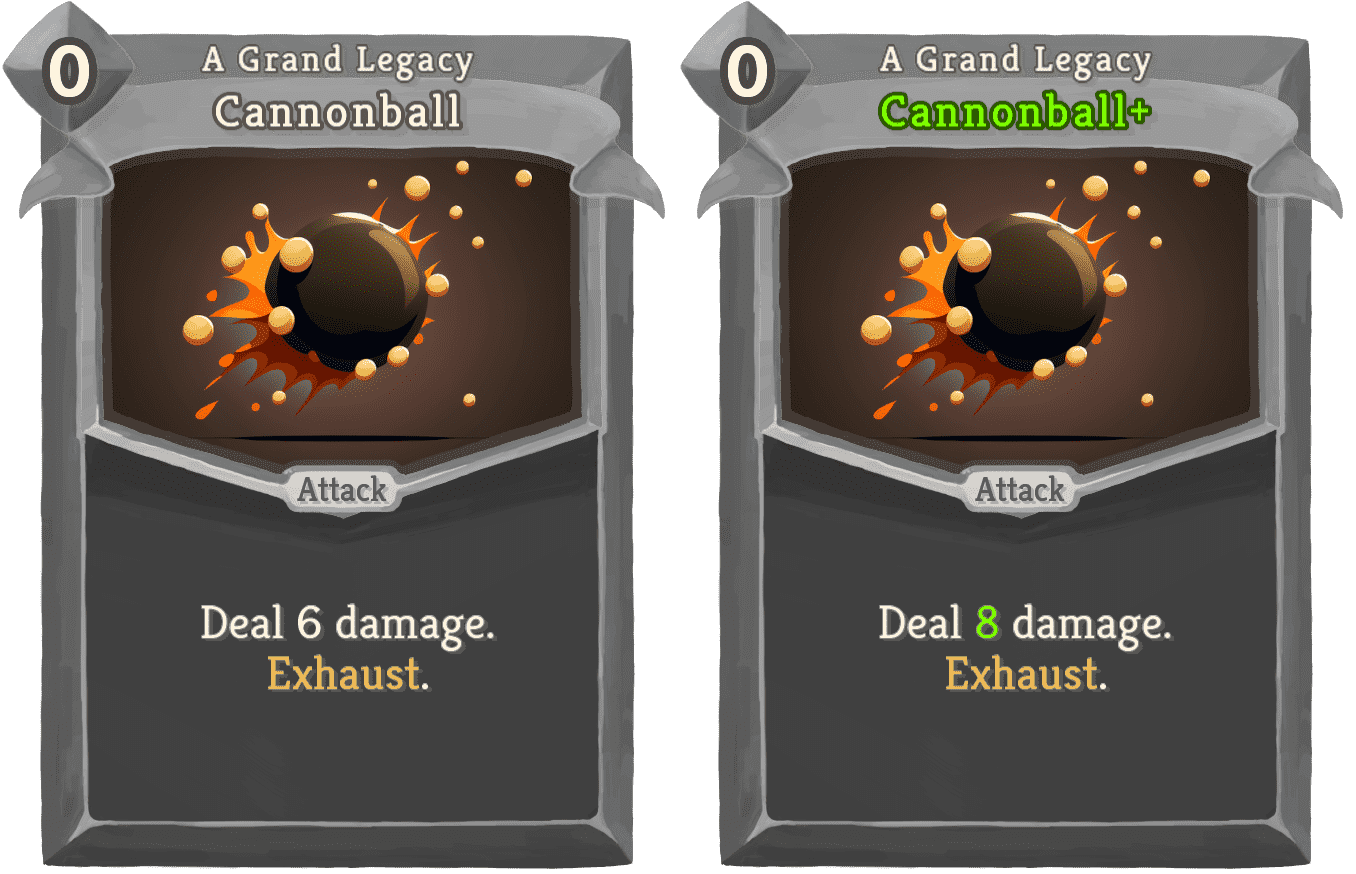 0
A Grand Legacy
Cannonball
Attack
Deal 6 damage.
Exhaust.
0
A Grand Legacy
Cannonball+
Attack
Deal 8 damage.
Exhaust.